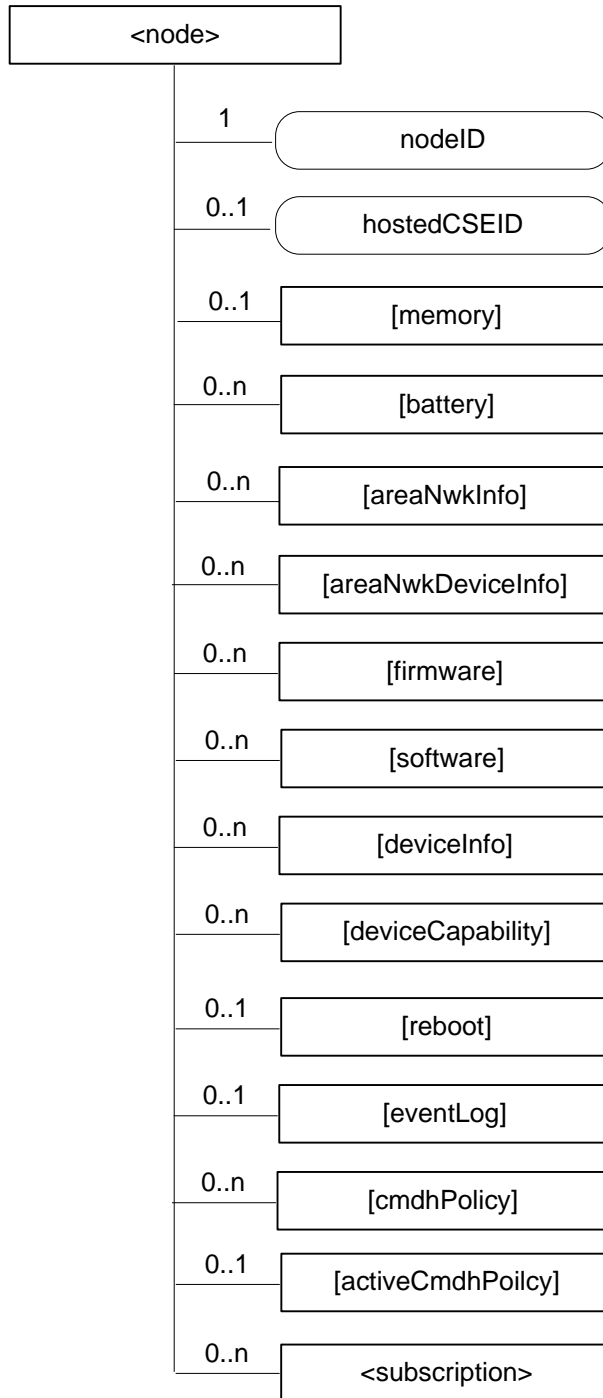 <node>
1
nodeID
0..1
hostedCSEID
0..1
[memory]
0..n
[battery]
0..n
[areaNwkInfo]
0..n
[areaNwkDeviceInfo]
0..n
[firmware]
0..n
[software]
0..n
[deviceInfo]
0..n
[deviceCapability]
0..1
[reboot]
0..1
[eventLog]
0..n
[cmdhPolicy]
0..1
[activeCmdhPoilcy]
0..n
<subscription>